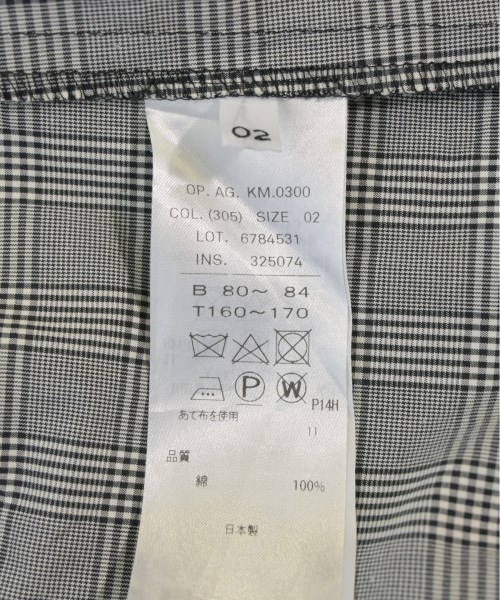 02
OP. AG. KM.0300
COL. (305) SIZE 02
LOT. 6784531
INS. 325074
B 80～ 84
T160～170
P W P14H
あて布を使用
11
品質
綿 100%
日本製